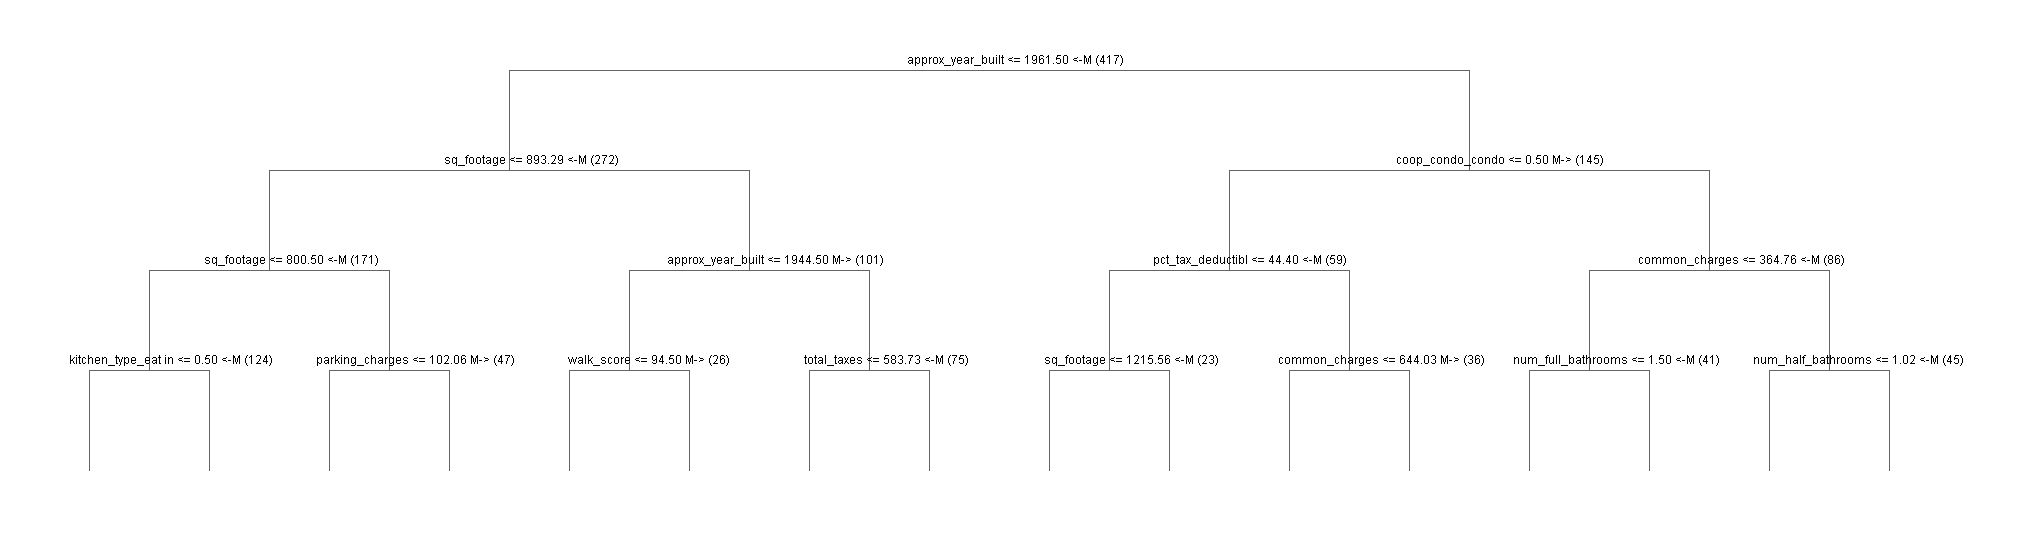 approx_year_built <= 1961.50 <-M (417)
sq_footage <= 893.29 <-M (272)
coop_condo_condo <= 0.50 M-> (145)
sq_footage <= 800.50 <-M (171)
approx_year_built <= 1944.50 M-> (101)
pct_tax_deductibl <= 44.40 <-M (59)
common_charges <= 364.76 <-M (86)
kitchen_type_eat in <= 0.50 <-M (124)
parking_charges <= 102.06 M-> (47)
walk_score <= 94.50 M-> (26)
total_taxes <= 583.73 <-M (75)
sq_footage <= 1215.56 <-M (23)
common_charges <= 644.03 M-> (36)
num_full_bathrooms <= 1.50 <-M (41)
num_half_bathrooms <= 1.02 <-M (45)